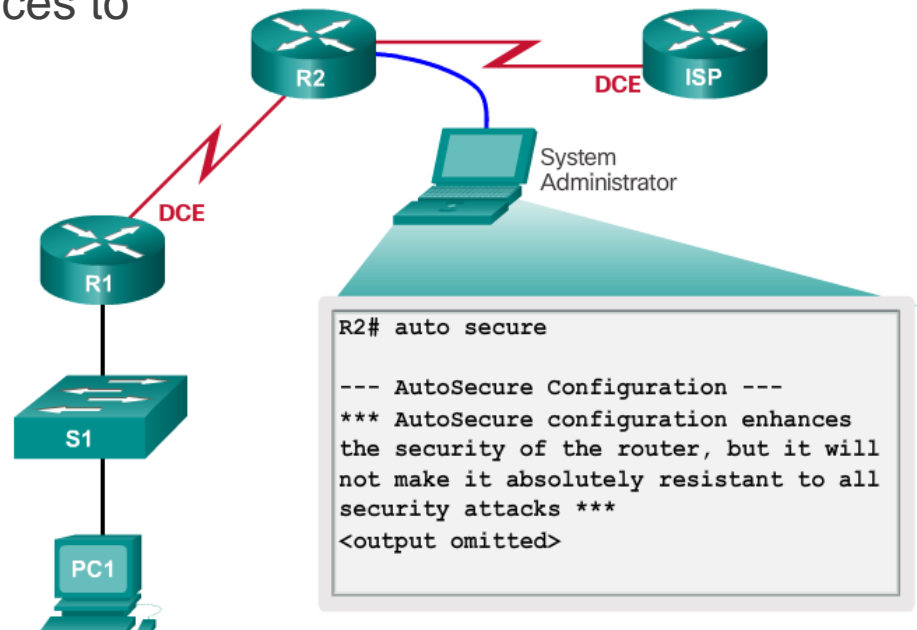 ces to
R2
DCE
ISP
System
Administrator
DCE
R1
R2# auto secure
--- AutoSecure Configuration ---
*** AutoSecure configuration enhances
the security of the router, but it will
not make it absolutely resistant to all
security attacks ***
<output omitted>
S1
PC1